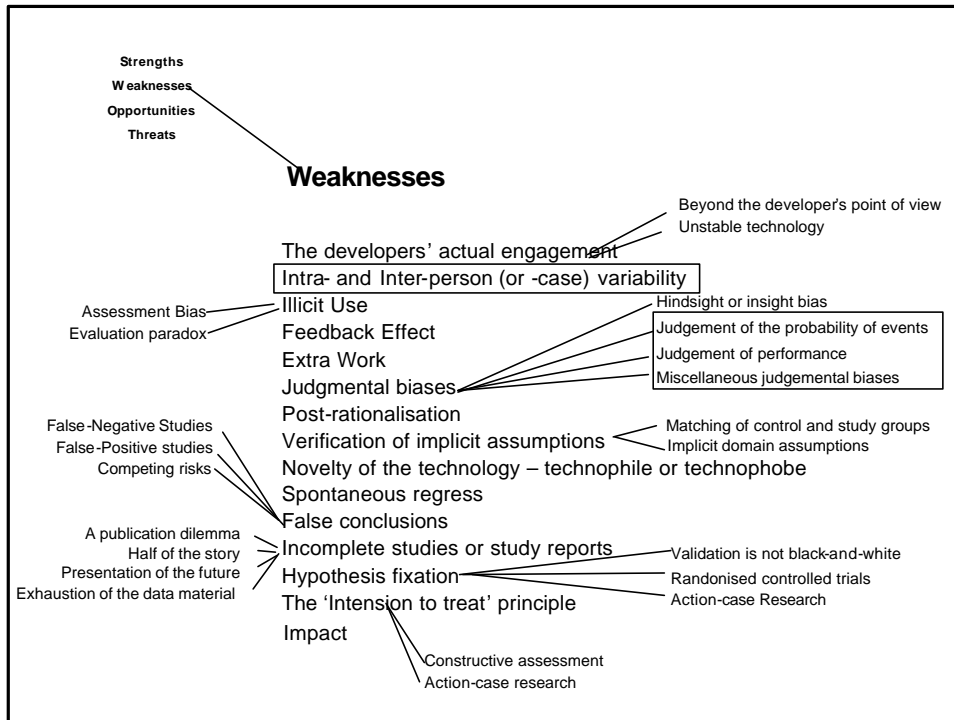 Strengths
Weaknesses
Opportunities
Threats
Weaknesses
Beyond the developer's point of view
Unstable technology
The developers’ actual engagement
Intra- and Inter-person (or -case) variability
Assessment Bias
Evaluation paradox
Illicit Use
Feedback Effect
Extra Work
Judgmental biases
Hindsight or insight bias
Judgement of the probability of events
Judgement of performance
Miscellaneous judgemental biases
Post-rationalisation
Verification of implicit assumptions
Matching of control and study groups
Implicit domain assumptions
Novelty of the technology – technophile or technophobe
Spontaneous regress
False-Negative Studies
False-Positive studies
Competing risks
False conclusions
A publication dilemma
Half of the story
Presentation of the future
Exhaustion of the data material
Incomplete studies or study reports
Hypothesis fixation
Validation is not black-and-white
Randonised controlled trials
Action-case Research
The ‘Intension to treat’ principle
Impact
Constructive assessment
Action-case research